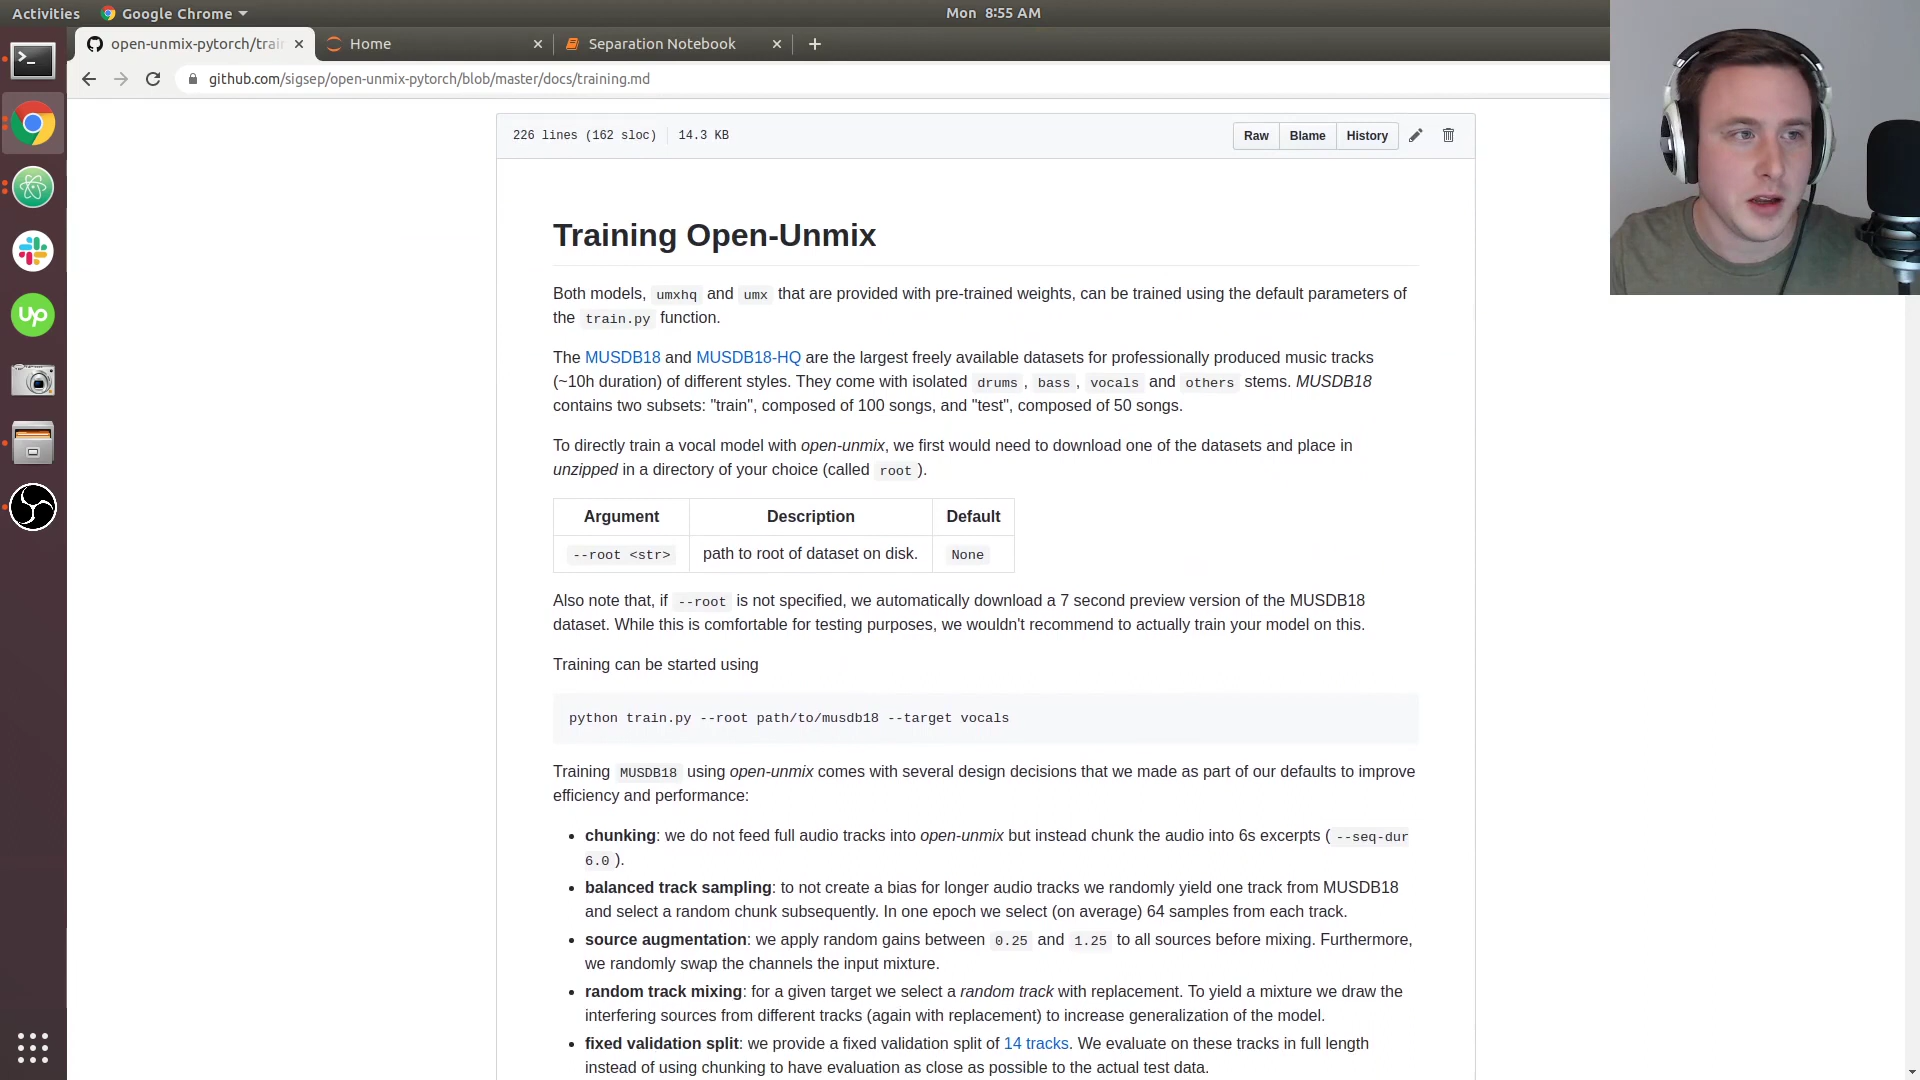 Activities
Google Chrome
Mon 8:55 AM
open-unmix-pytorch/trai
Home
Separation Notebook
github.com/sigsep/open-unmix-pytorch/blob/master/docs/training.md
226 lines (162 sloc) 14.3 KB
Raw Blame History
Training Open-Unmix
Both models, umxhq and umx that are provided with pre-trained weights, can be trained using the default parameters of
the train.py function.
The MUSDB18 and MUSDB18-HQ are the largest freely available datasets for professionally produced music tracks
(~10h duration) of different styles. They come with isolated drums , bass , vocals and others stems. MUSDB18
contains two subsets: "train", composed of 100 songs, and "test", composed of 50 songs.
To directly train a vocal model with open-unmix, we first would need to download one of the datasets and place in
unzipped in a directory of your choice (called root ).
Argument Description Default
--root <str> path to root of dataset on disk. None
Also note that, if --root is not specified, we automatically download a 7 second preview version of the MUSDB18
dataset. While this is comfortable for testing purposes, we wouldn't recommend to actually train your model on this.
Training can be started using
python train.py --root path/to/musdb18 --target vocals
Training MUSDB18 using open-unmix comes with several design decisions that we made as part of our defaults to improve
efficiency and performance:
• chunking: we do not feed full audio tracks into open-unmix but instead chunk the audio into 6s excerpts ( --seq-dur
6.0 ).
• balanced track sampling: to not create a bias for longer audio tracks we randomly yield one track from MUSDB18
and select a random chunk subsequently. In one epoch we select (on average) 64 samples from each track.
• source augmentation: we apply random gains between 0.25 and 1.25 to all sources before mixing. Furthermore,
we randomly swap the channels the input mixture.
• random track mixing: for a given target we select a random track with replacement. To yield a mixture we draw the
interfering sources from different tracks (again with replacement) to increase generalization of the model.
• fixed validation split: we provide a fixed validation split of 14 tracks. We evaluate on these tracks in full length
instead of using chunking to have evaluation as close as possible to the actual test data.
up